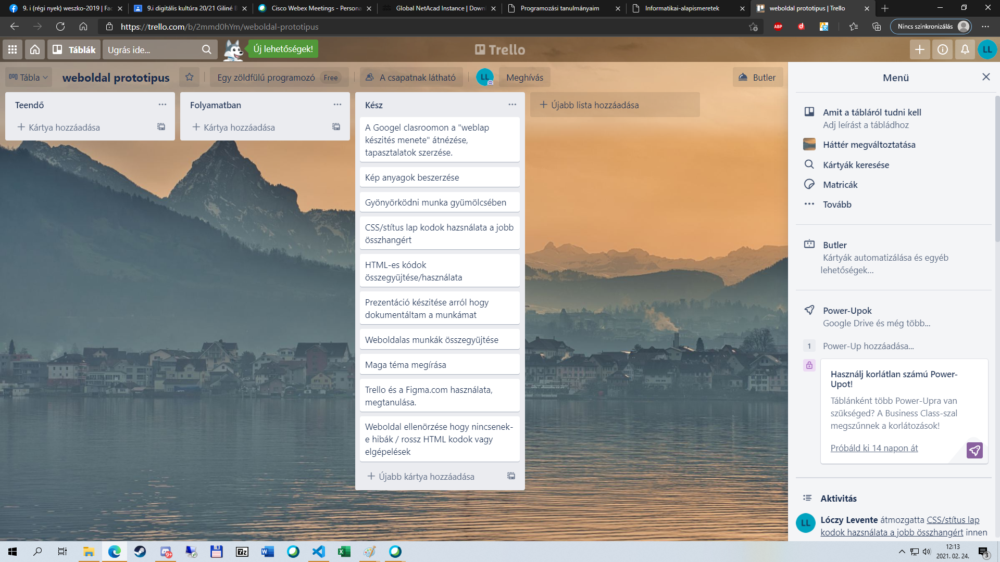 9. i (régi nyek) weszko-2019 | Fac
9.i digitális kultúra 20/21 Giliné B
Cisco Webex Meetings - Persona
Global NetAcad Instance | Downl
Programozási tanulmányaim
Informatikai-alapismeretek
weboldal prototipus | Trello
https://trello.com/b/2mmd0hYm/weboldal-prototipus
ABP
Nincs szinkronizálás
Táblák
Ugrás ide...
Új lehetőségek!
Trello
LL
Tábla
weboldal prototipus
Egy zöldfülű programozó Free
A csapatnak látható
LL
Meghívás
Butler
Teendő
Kártya hozzáadása
Folyamatban
Kártya hozzáadása
Kész
A Googel clasroomon a "weblap
készités menete" átnézése,
tapasztalatok szerzése.
Kép anyagok beszerzése
Gyönyörködni munka gyümölcsében
CSS/stítus lap kodok hazsnálata a jobb
összhangért
HTML-es kódok
összegyüjtése/használata
Prezentáció készitése arról hogy
dokumentáltam a munkámat
Weboldalas munkák összegyüjtése
Maga téma megírása
Trello és a Figma.com használata,
megtanulása.
Weboldal ellenörzése hogy nincsenek-
e hibák / rossz HTML kodok vagy
elgépelések
Újabb kártya hozzáadása
Újabb lista hozzáadása
Menü
Amit a tábláról tudni kell
Adj leírást a tábládhoz
Háttér megváltoztatása
Kártyák keresése
Matricák
Tovább
Butler
Kártyák automatizálása és egyéb
lehetőségek...
Power-Upok
Google Drive és még több...
1 Power-Up hozzáadása...
Használj korlátlan számú Power-
Upot!
Táblánként több Power-Upra van
szükséged? A Business Class-szal
megszűnnek a korlátozások!
Próbáld ki 14 napon át
Aktivitás
LL
Lóczy Levente átmozgatta CSS/stítus lap
kodok hazsnálata a jobb összhangért innen
9+
7z
12:13
2021. 02. 24.
3